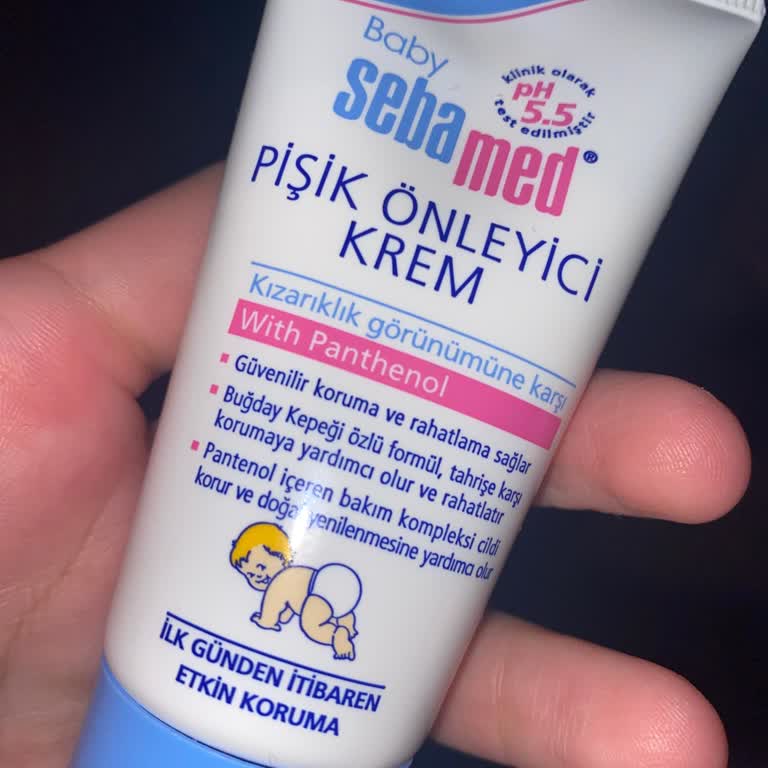 Baby
sebamed®
klinik olarak
pH
5.5
test edilmiştir
PİŞİK ÖNLEYİCİ
KREM
Kızarıklık görünümüne karşı
With Panthenol
▪ Güvenilir koruma ve rahatlama sağlar
▪ Buğday Kepeği özlü formül, tahrişe karşı
korumaya yardımcı olur ve rahatlatır
▪ Pantenol içeren bakım kompleksi cildi
korur ve doğal yenilenmesine yardımcı olur
İLK GÜNDEN İTİBAREN
ETKİN KORUMA